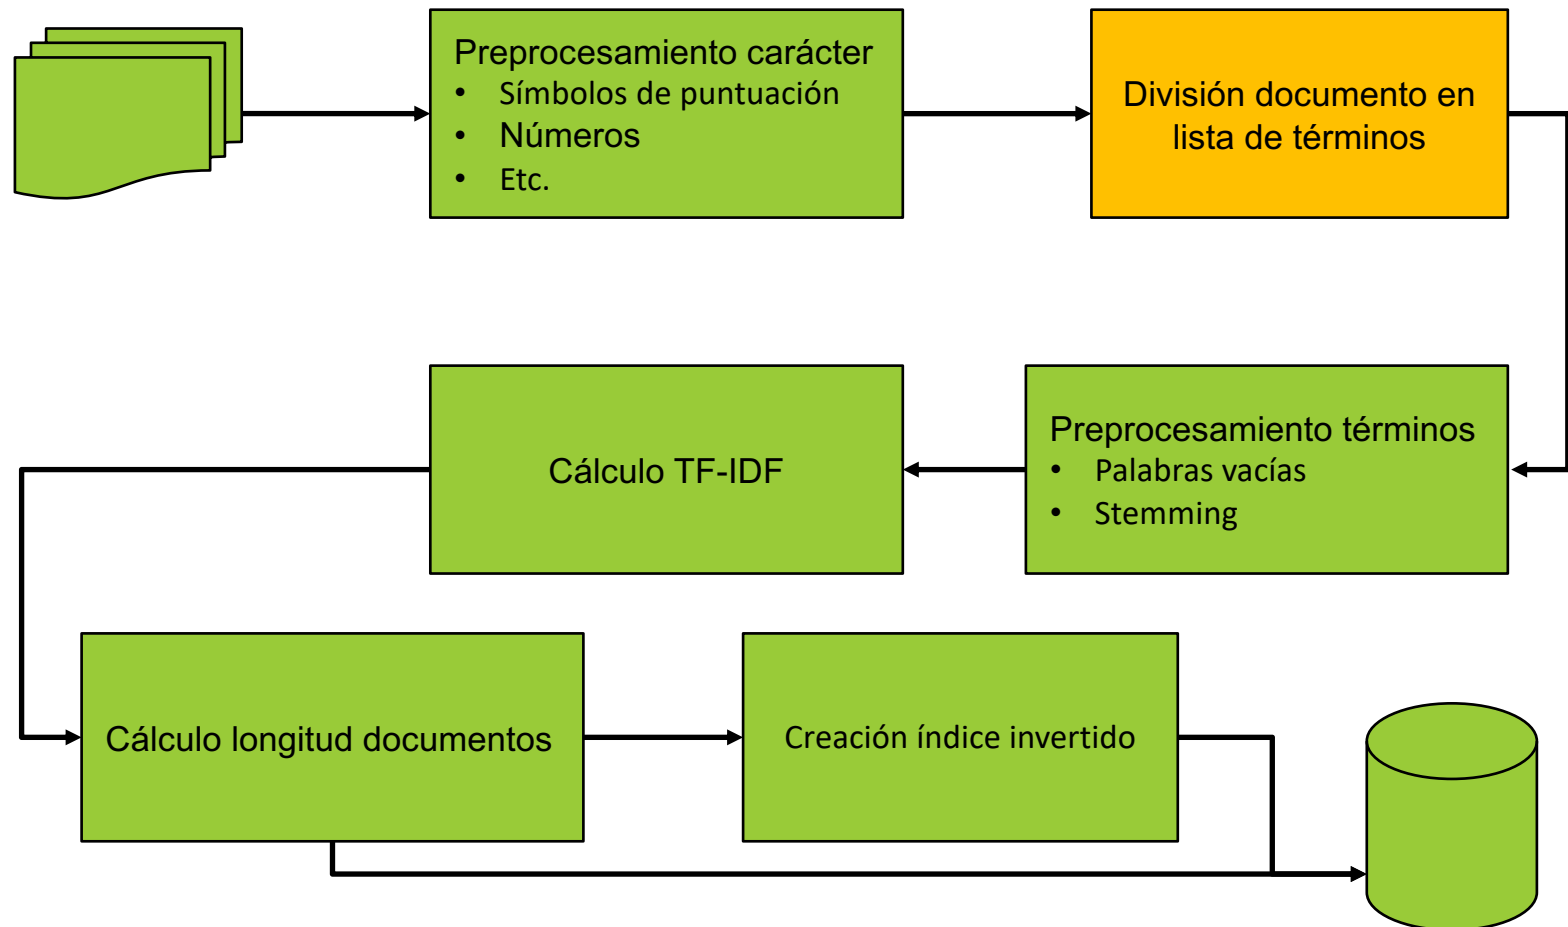 Preprocesamiento carácter
• Símbolos de puntuación
• Números
• Etc.
División documento en
lista de términos
Cálculo TF-IDF
Preprocesamiento términos
• Palabras vacías
• Stemming
Cálculo longitud documentos
Creación índice invertido